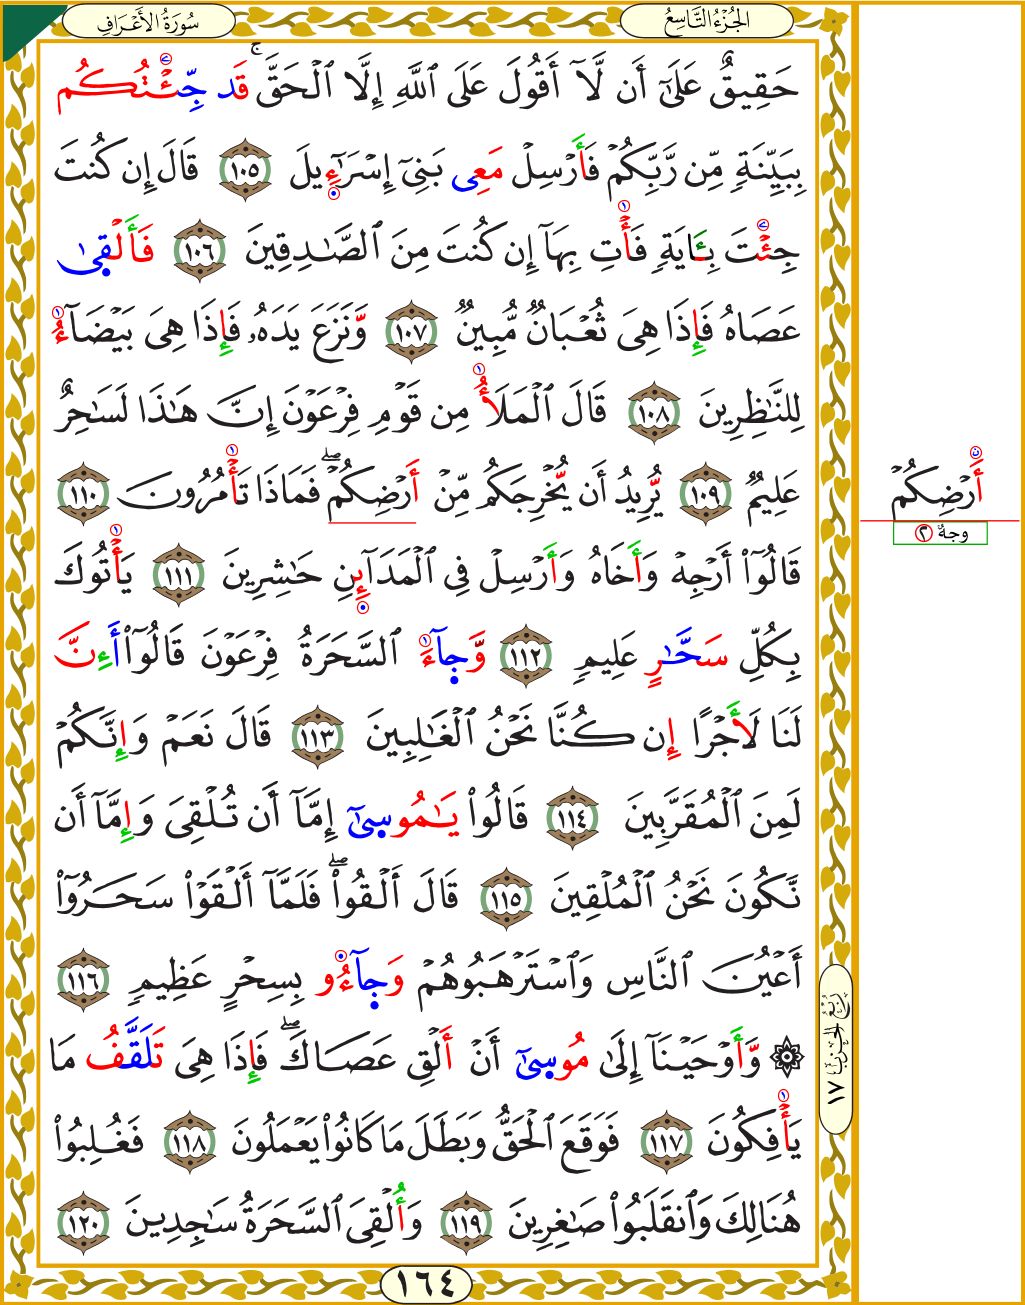 سُورَةُ الأَعْرَافِ
الجُزْءُ التَّاسِعُ
حَقِيقٌ عَلَىٰٓ أَن لَّآ أَقُولَ عَلَى ٱللَّهِ إِلَّا ٱلْحَقَّ ۚ قَد جِّئْتُكُم
بِبَيِّنَةٍ مِّن رَّبِّكُمْ فَأَرْسِلْ مَعِى بَنِىٓ إِسْرَٰٓءِيلَ ١٠٥ قَالَ إِن كُنتَ
جِئْتَ بِـَٔايَةٍ فَأْتِ بِهَآ إِن كُنتَ مِنَ ٱلصَّـٰدِقِينَ ١٠٦ فَأَلْقِىٰ
عَصَاهُ فَإِذَا هِىَ ثُعْبَانٌ مُّبِينٌ ١٠٧ وَّنَزَعَ يَدَهُۥ فَإِذَا هِىَ بَيْضَآءُ
لِلنَّـٰظِرِينَ ١٠٨ قَالَ ٱلْمَلَأُ مِن قَوْمِ فِرْعَوْنَ إِنَّ هَـٰذَا لَسَـٰحِرٌ
عَلِيمٌ ١٠٩ يُّرِيدُ أَن يُّخْرِجَكُم مِّنْ أَرْضِكُمْ ۖ فَمَاذَا تَأْمُرُونَ ١١٠
قَالُوٓا۟ أَرْجِهْ وَأَخَاهُ وَأَرْسِلْ فِى ٱلْمَدَآئِنِ حَـٰشِرِينَ ١١١ يَأْتُوكَ
بِكُلِّ سَحَّـٰرٍ عَلِيمٍ ١١٢ وَّجِآءَ ٱلسَّحَرَةُ فِرْعَوْنَ قَالُوٓا۟ أَءِنَّ
لَنَا لَأَجْرًا إِن كُنَّا نَحْنُ ٱلْغَـٰلِبِينَ ١١٣ قَالَ نَعَمْ وَإِنَّكُمْ
لَمِنَ ٱلْمُقَرَّبِينَ ١١٤ قَالُوا۟ يَـٰمُوسِىٰٓ إِمَّآ أَن تُلْقِىَ وَإِمَّآ أَن
نَّكُونَ نَحْنُ ٱلْمُلْقِينَ ١١٥ قَالَ أَلْقُوا۟ ۖ فَلَمَّآ أَلْقَوْا۟ سَحَرُوٓا۟
أَعْيُنَ ٱلنَّاسِ وَٱسْتَرْهَبُوهُمْ وَجِآءُو بِسِحْرٍ عَظِيمٍ ١١٦
۞ وَّأَوْحَيْنَآ إِلَىٰ مُوسِىٰٓ أَنْ أَلْقِ عَصَاكَ ۖ فَإِذَا هِىَ تَلَقَّفُ مَا
يَأْفِكُونَ ١١٧ فَوَقَعَ ٱلْحَقُّ وَبَطَلَ مَا كَانُوا۟ يَعْمَلُونَ ١١٨ فَغُلِبُوا۟
هُنَالِكَ وَٱنقَلَبُوا۟ صَـٰغِرِينَ ١١٩ وَأُلْقِىَ ٱلسَّحَرَةُ سَـٰجِدِينَ ١٢٠
١٦٤
أَرْضِكُمْ
وجهٌ ٢
رُبْعُ الحِزْبِ ١٧